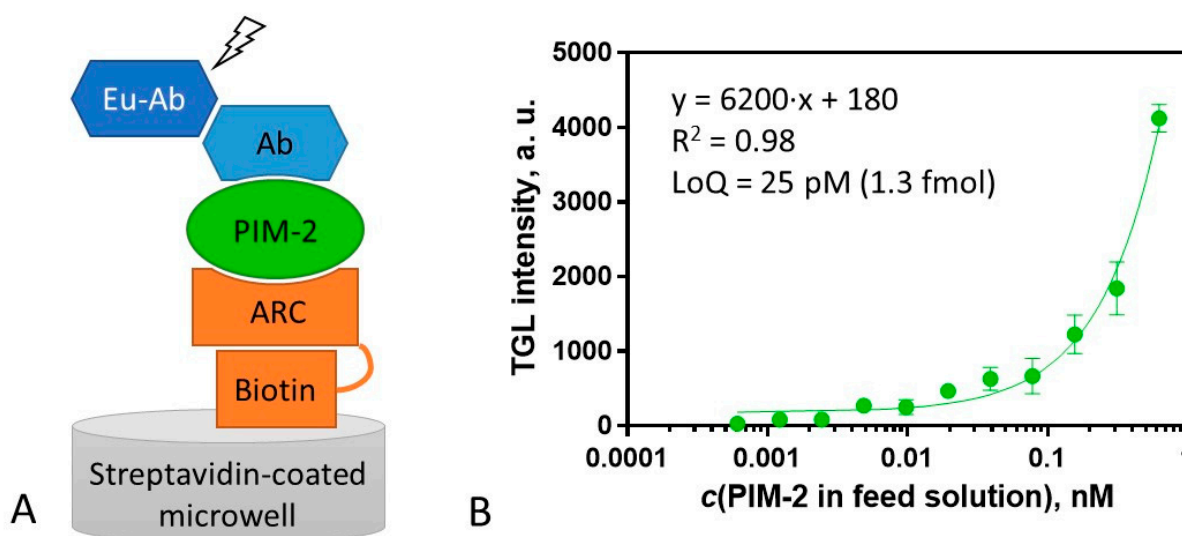 Eu-Ab
Ab
PIM-2
ARC
Biotin
Streptavidin-coated
microwell
A
B
TGL intensity, a. u.
5000
4000
3000
2000
1000
0
y = 6200·x + 180
R² = 0.98
LoQ = 25 pM (1.3 fmol)
0.0001 0.001 0.01 0.1 1
c(PIM-2 in feed solution), nM